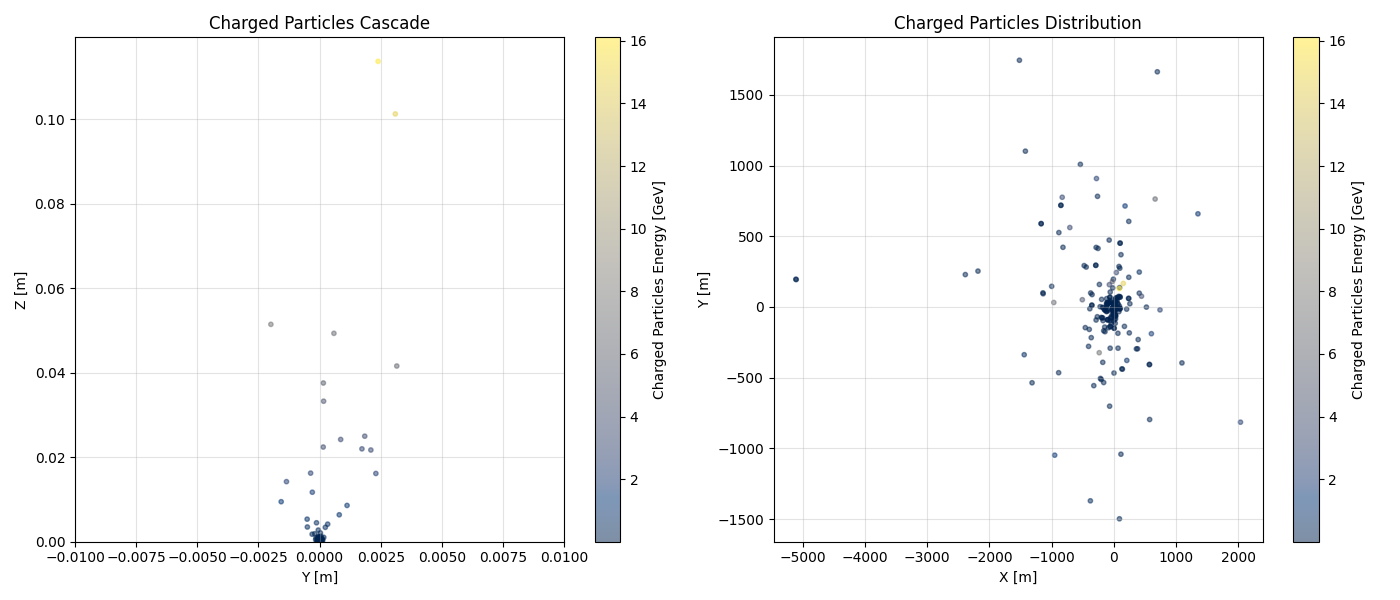 Charged Particles Cascade
Z [m]
0.10
0.08
0.06
0.04
0.02
0.00
−0.0100 −0.0075 −0.0050 −0.0025 0.0000 0.0025 0.0050 0.0075 0.0100
Y [m]
16
14
12
10
8
6
4
2
Charged Particles Energy [GeV]
Charged Particles Distribution
Y [m]
1500
1000
500
0
−500
−1000
−1500
−5000 −4000 −3000 −2000 −1000 0 1000 2000
X [m]
16
14
12
10
8
6
4
2
Charged Particles Energy [GeV]